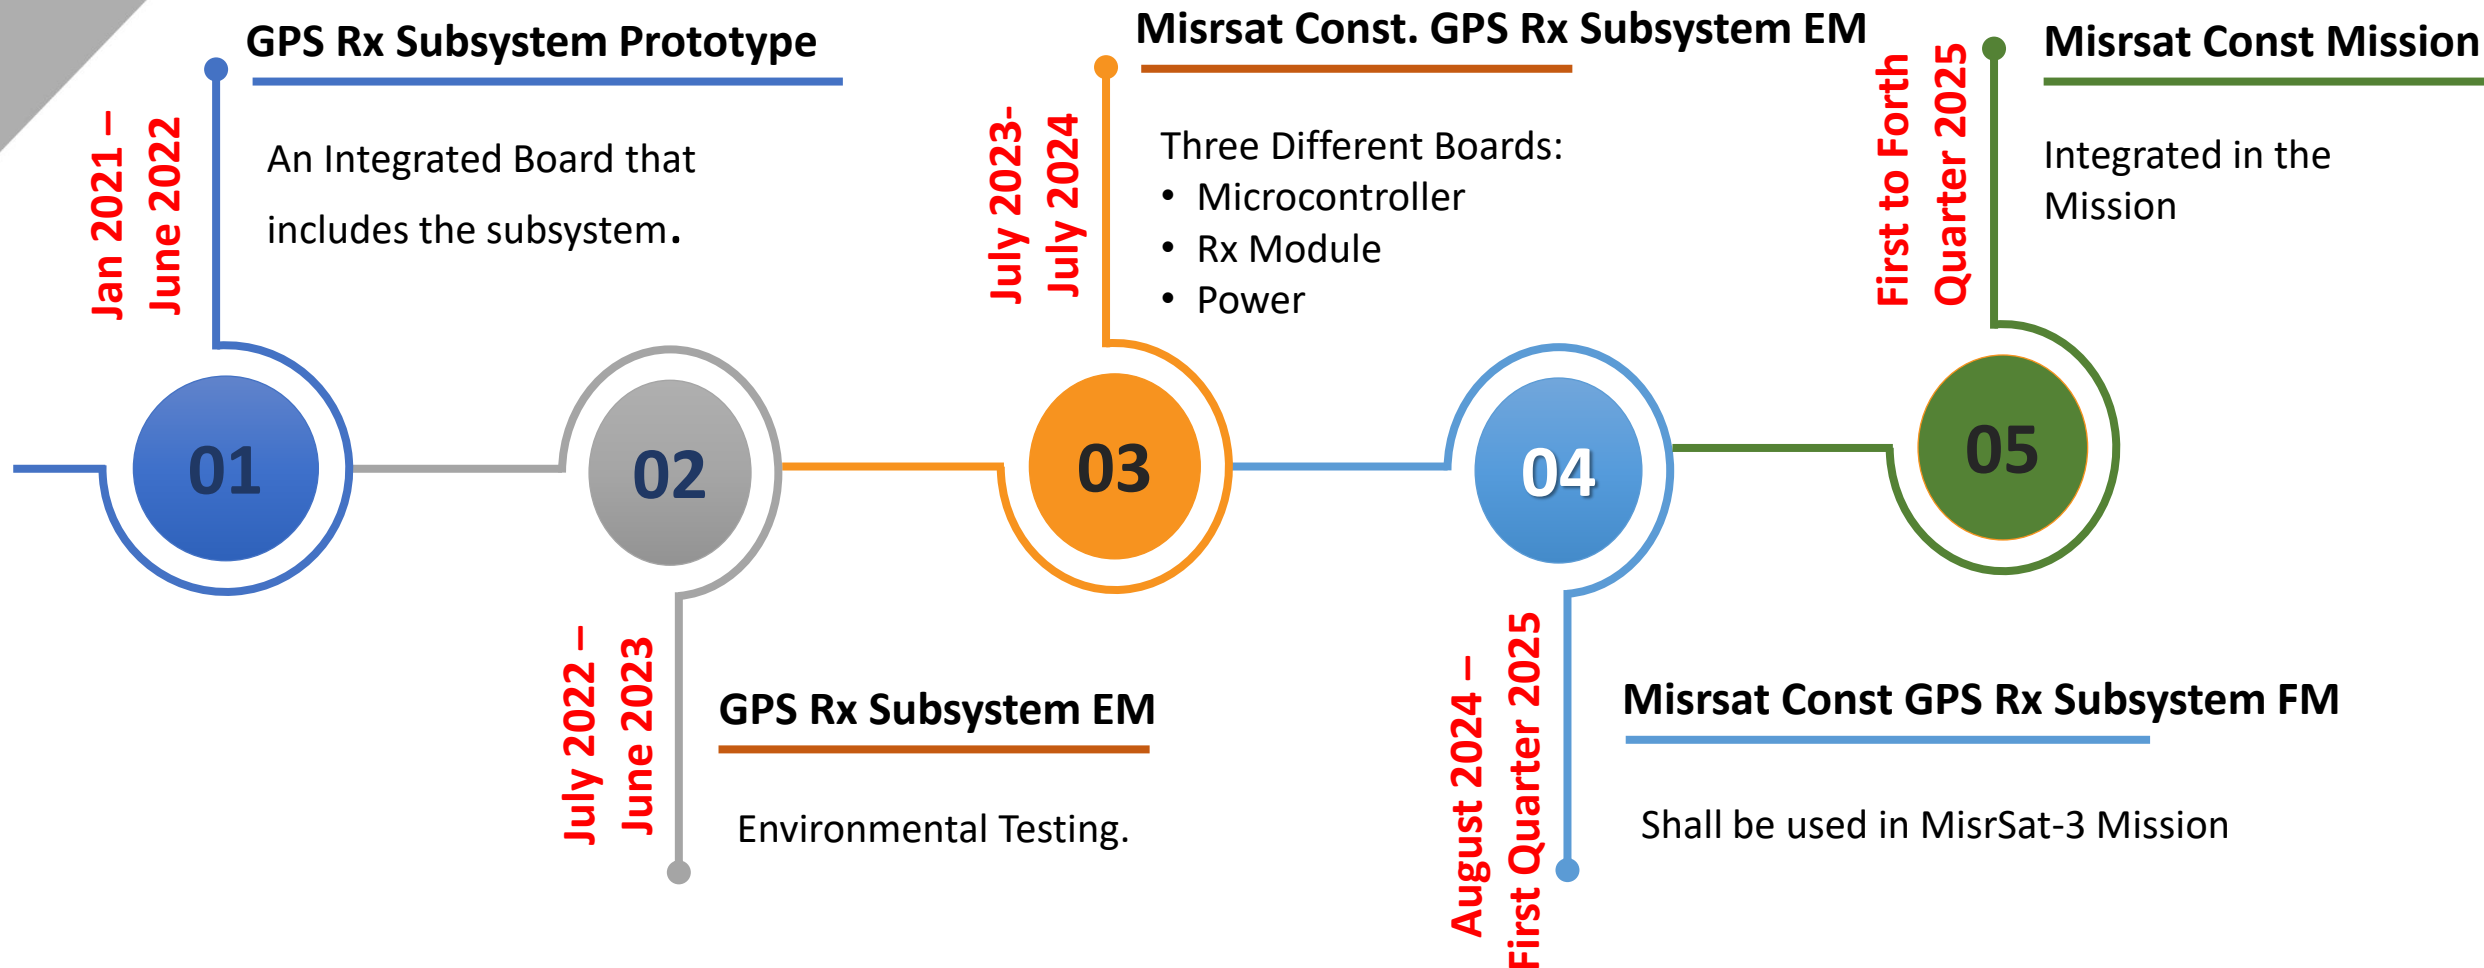 GPS Rx Subsystem Prototype
Jan 2021 –
June 2022
An Integrated Board that
includes the subsystem.
01
02
July 2022 –
June 2023
GPS Rx Subsystem EM
Environmental Testing.
Misrsat Const. GPS Rx Subsystem EM
July 2023-
July 2024
Three Different Boards:
• Microcontroller
• Rx Module
• Power
03
04
August 2024 –
First Quarter 2025
Misrsat Const GPS Rx Subsystem FM
Shall be used in MisrSat-3 Mission
Misrsat Const Mission
First to Forth
Quarter 2025
Integrated in the
Mission
05